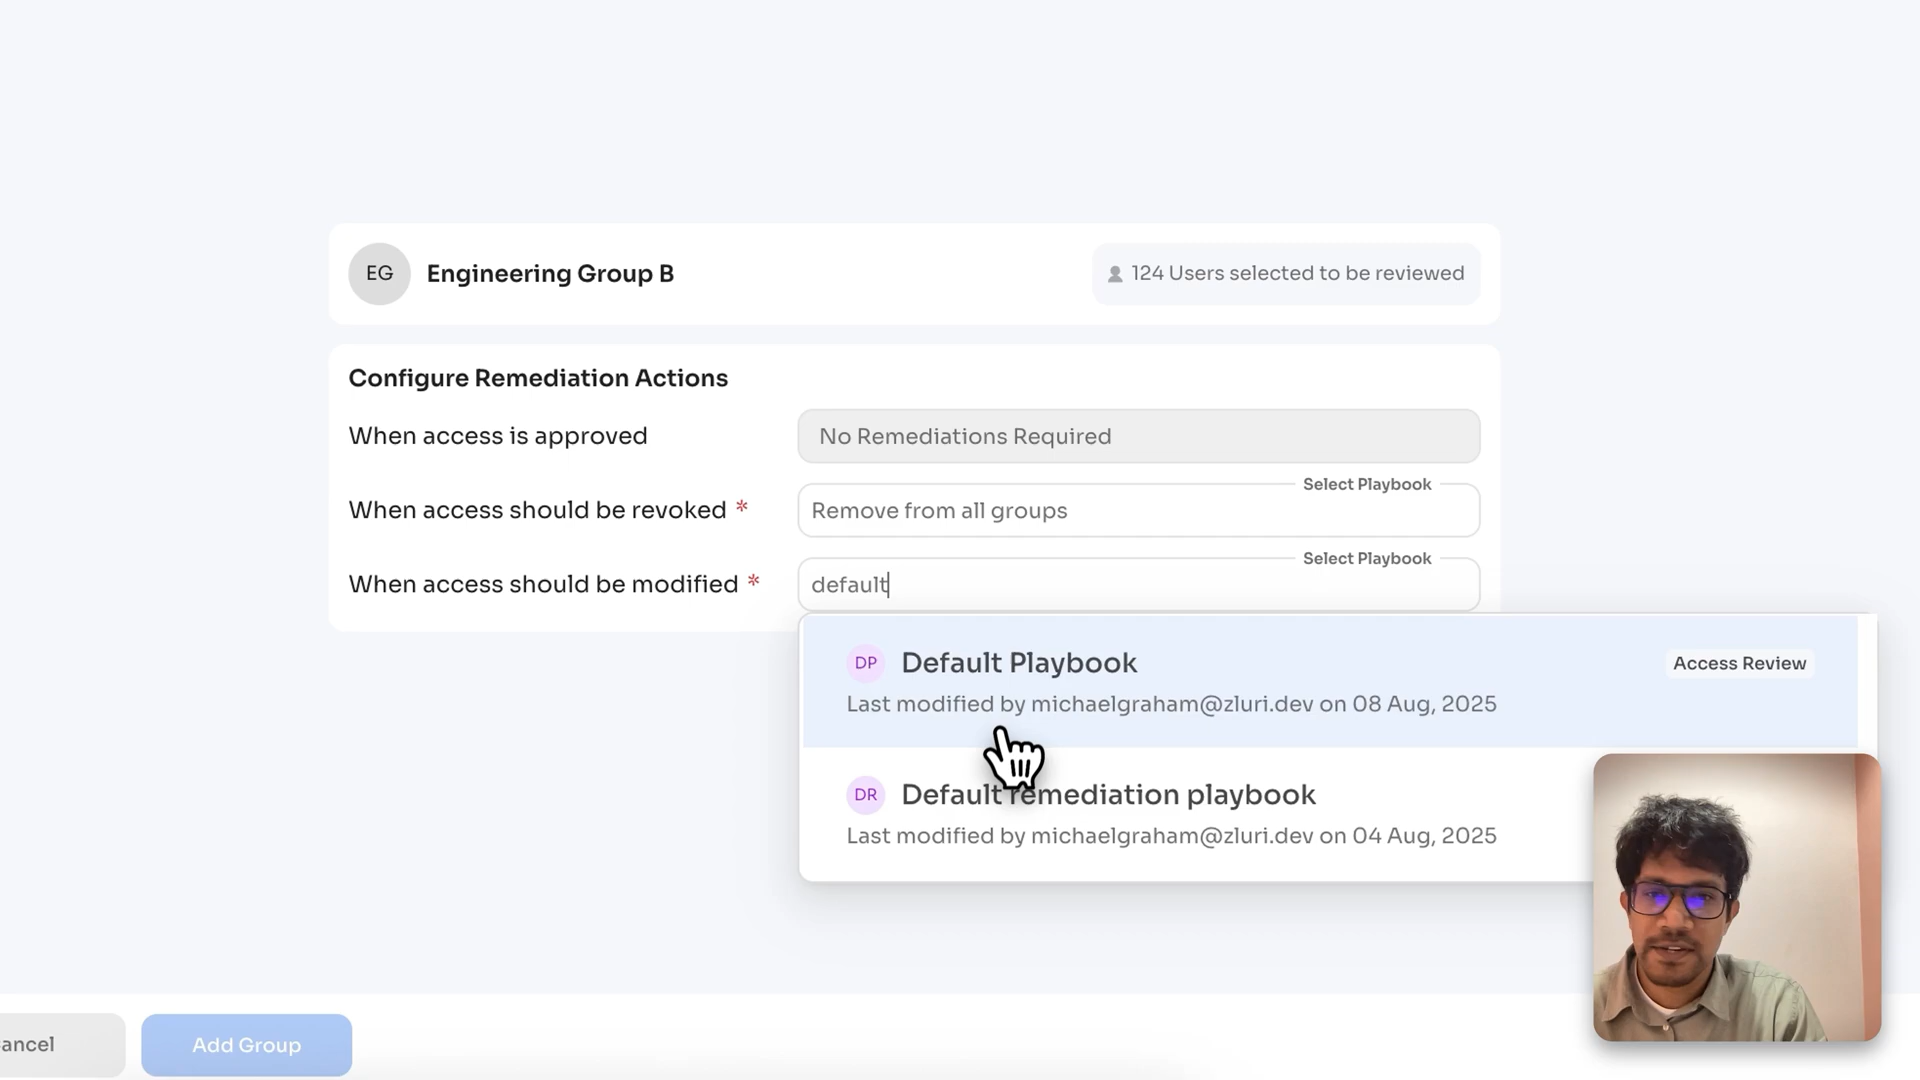 EG
Engineering Group B
124 Users selected to be reviewed
Configure Remediation Actions
When access is approved
No Remediations Required
Select Playbook
When access should be revoked *
Remove from all groups
Select Playbook
When access should be modified *
default
DP
Default Playbook
Access Review
Last modified by michaelgraham@zluri.dev on 08 Aug, 2025
DR
Default remediation playbook
Last modified by michaelgraham@zluri.dev on 04 Aug, 2025
ancel
Add Group